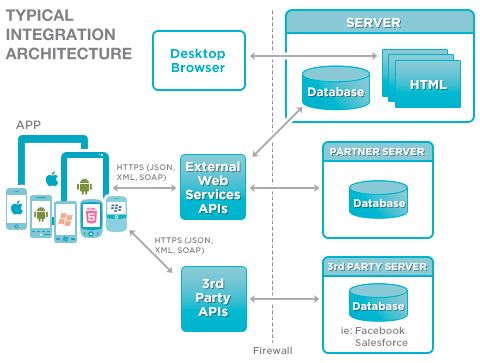 TYPICAL
INTEGRATION
ARCHITECTURE
Desktop
Browser
SERVER
Database
HTML
APP
HTTPS (JSON,
XML, SOAP)
External
Web
Services
APIs
PARTNER SERVER
Database
HTTPS (JSON,
XML, SOAP)
3rd
Party
APIs
3rd PARTY SERVER
Database
ie: Facebook
Salesforce
Firewall